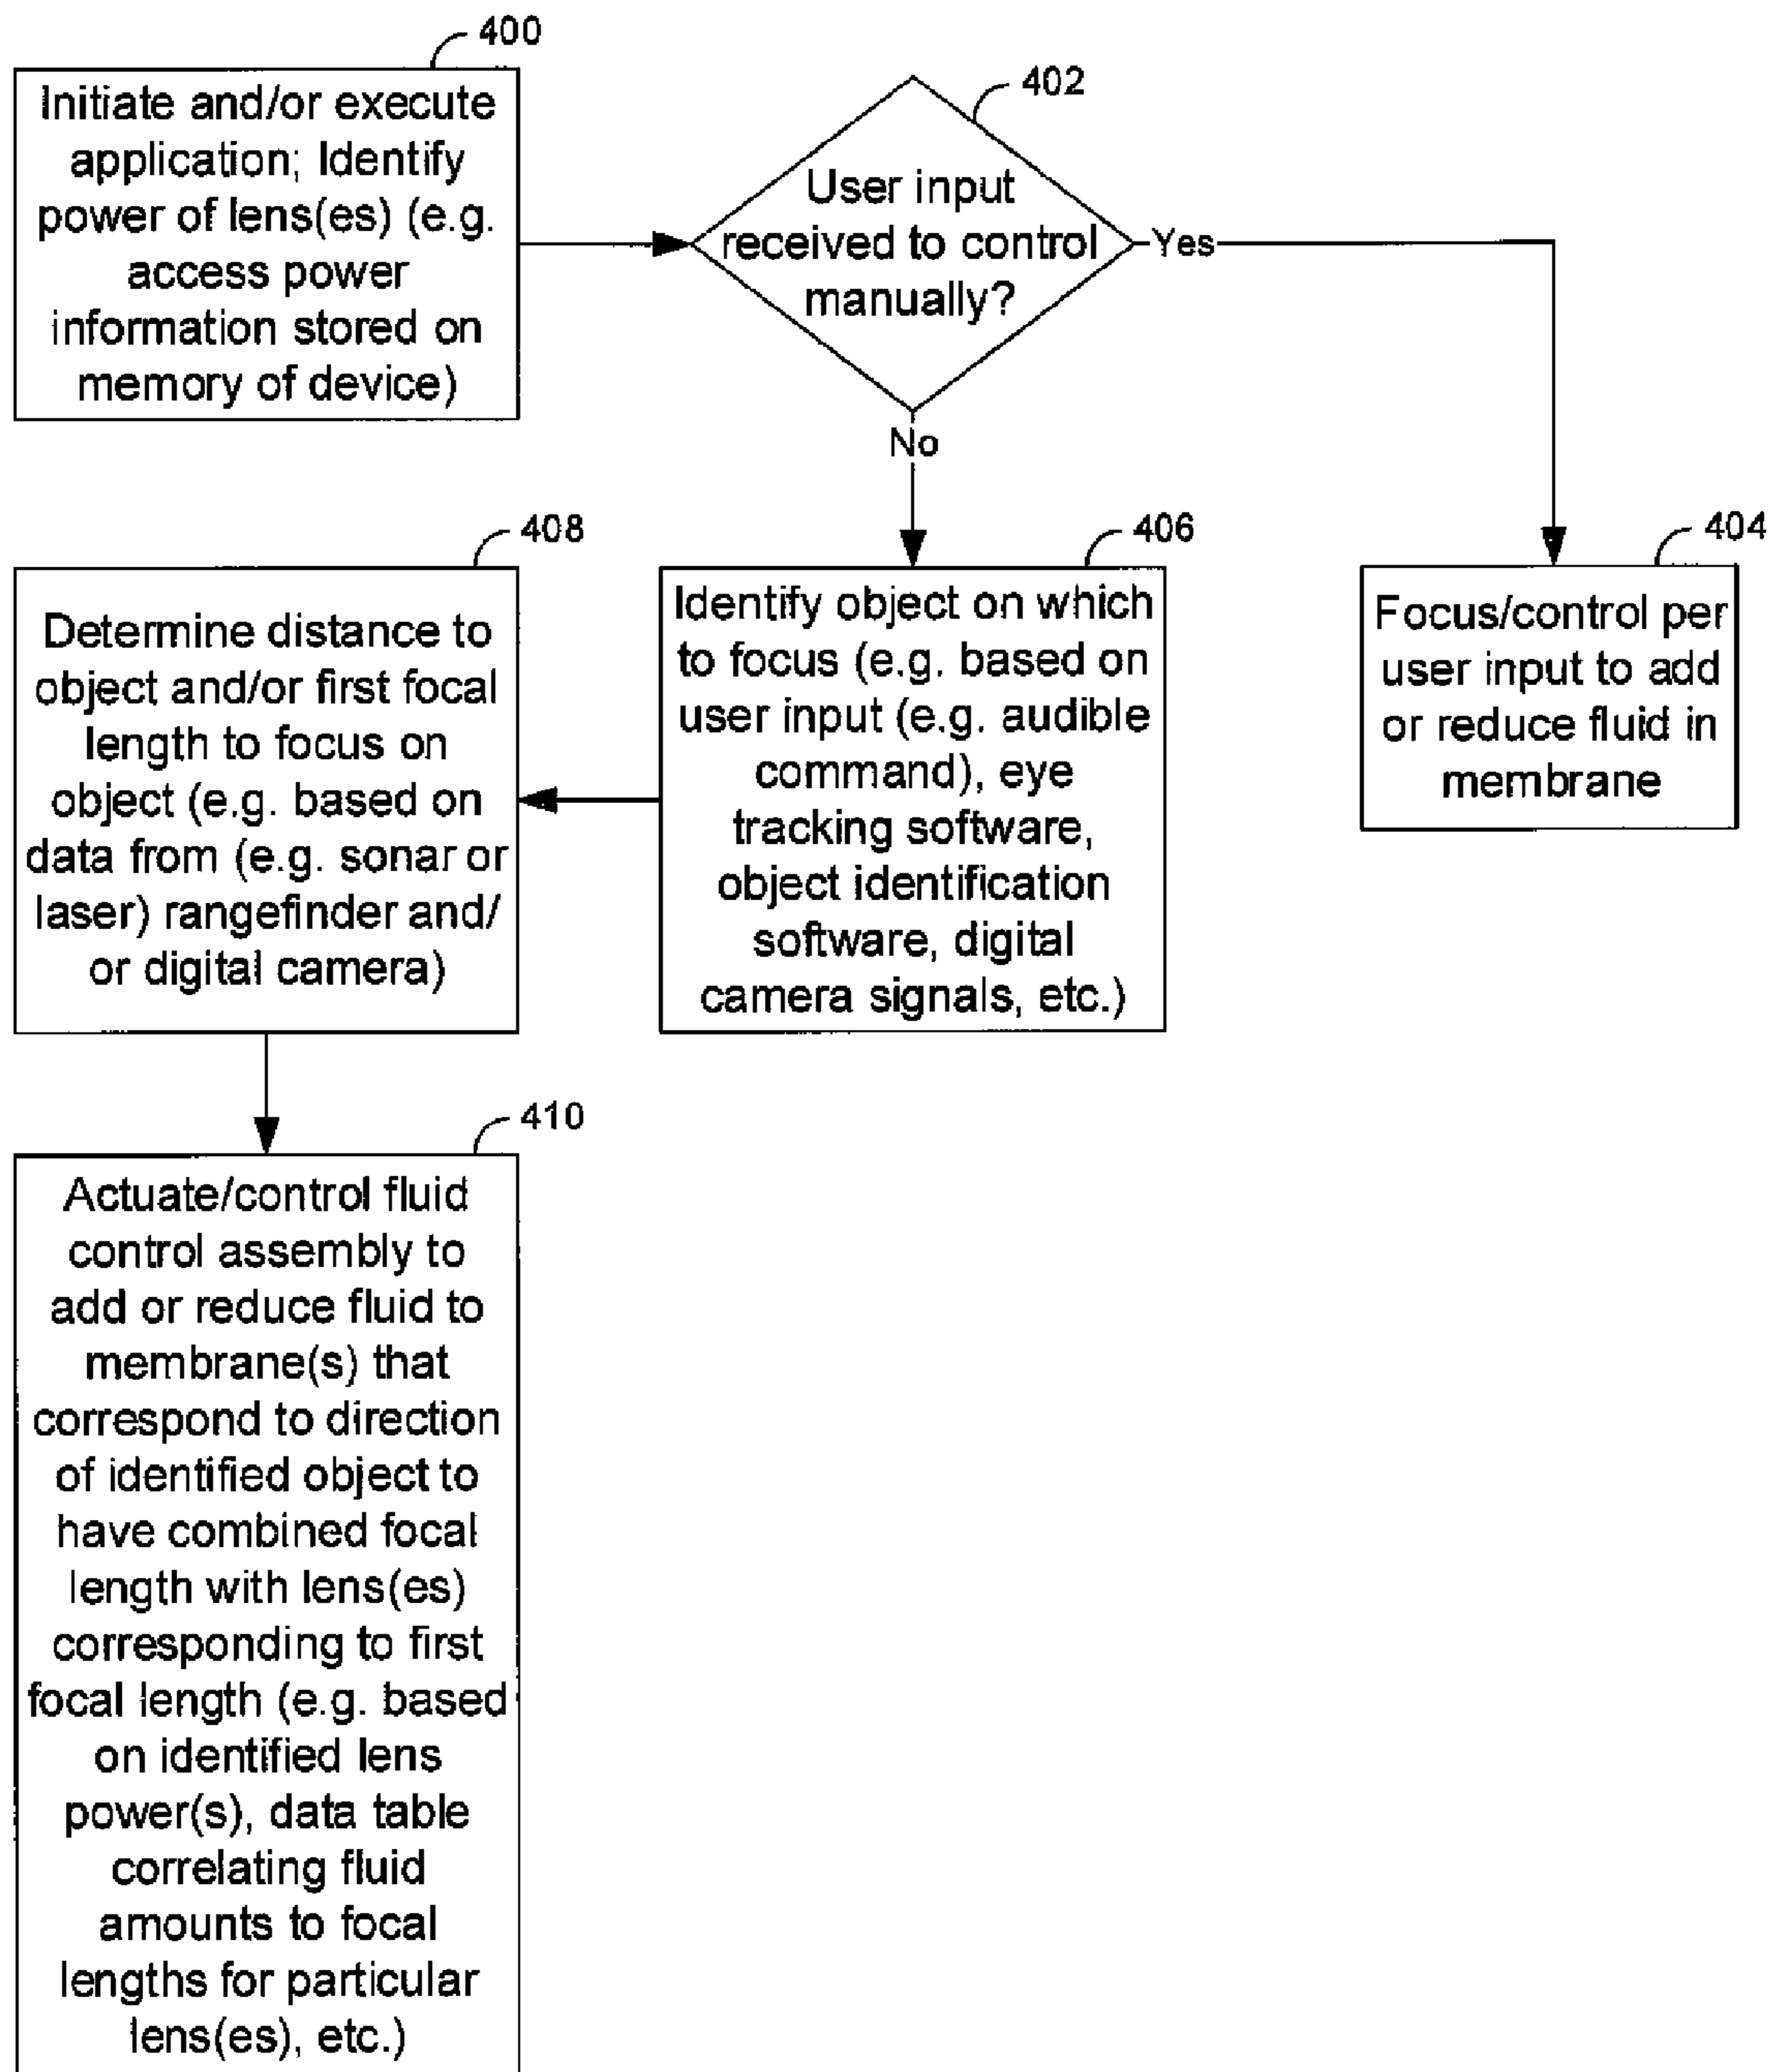 400
Initiate and/or execute
application; Identify
power of lens(es) (e.g.
access power
information stored on
memory of device)
402
User input
received to control
manually?
Yes
No
404
Focus/control per
user input to add
or reduce fluid in
membrane
406
Identify object on which
to focus (e.g. based on
user input (e.g. audible
command), eye
tracking software,
object identification
software, digital
camera signals, etc.)
408
Determine distance to
object and/or first focal
length to focus on
object (e.g. based on
data from (e.g. sonar or
laser) rangefinder and/
or digital camera)
410
Actuate/control fluid
control assembly to
add or reduce fluid to
membrane(s) that
correspond to direction
of identified object to
have combined focal
length with lens(es)
corresponding to first
focal length (e.g. based
on identified lens
power(s), data table
correlating fluid
amounts to focal
lengths for particular
lens(es), etc.)